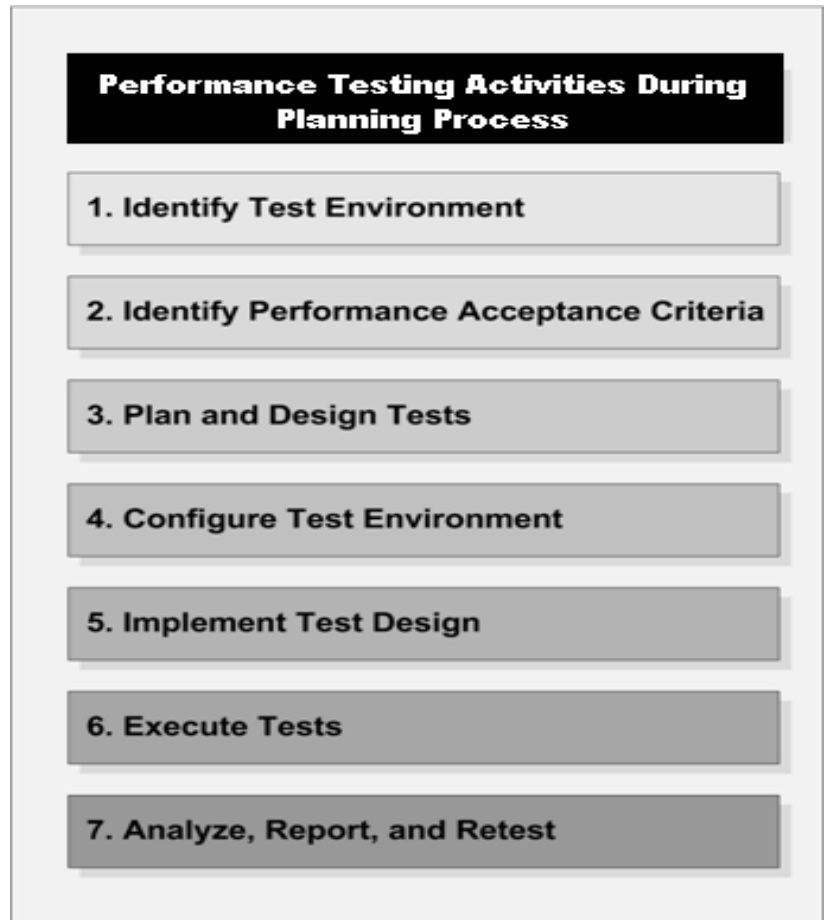 Performance Testing Activities During
Planning Process
1. Identify Test Environment
2. Identify Performance Acceptance Criteria
3. Plan and Design Tests
4. Configure Test Environment
5. Implement Test Design
6. Execute Tests
7. Analyze, Report, and Retest